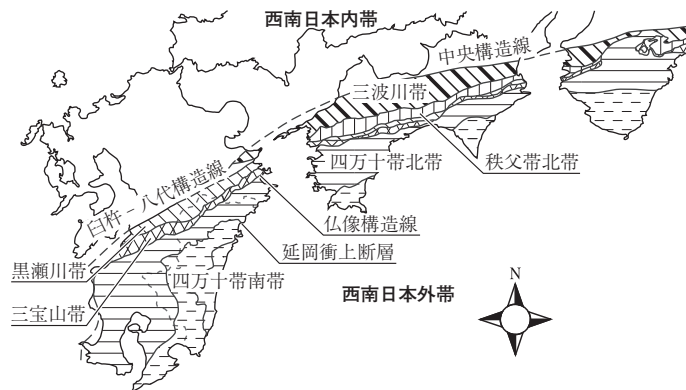 西南日本内帯
中央構造線
三波川帯
四万十帯北帯
秩父帯北帯
臼杵－八代構造線
仏像構造線
延岡衝上断層
黒瀬川帯
四万十帯南帯
三宝山帯
西南日本外帯
N